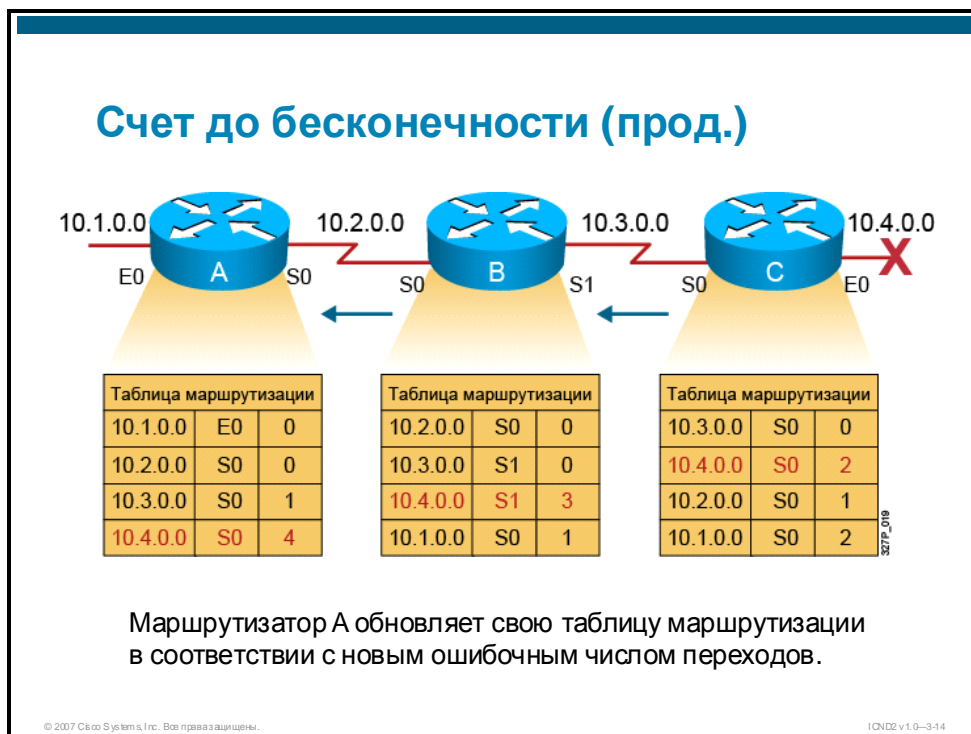 Счет до бесконечности (прод.)
10.1.0.0
10.2.0.0
10.3.0.0
10.4.0.0
X
A
B
C
E0
S0
S0
S1
S0
E0
Таблица маршрутизации
10.1.0.0 E0 0
10.2.0.0 S0 0
10.3.0.0 S0 1
10.4.0.0 S0 4
Таблица маршрутизации
10.2.0.0 S0 0
10.3.0.0 S1 0
10.4.0.0 S1 3
10.1.0.0 S0 1
Таблица маршрутизации
10.3.0.0 S0 0
10.4.0.0 S0 2
10.2.0.0 S0 1
10.1.0.0 S0 2
327P_019
Маршрутизатор A обновляет свою таблицу маршрутизации
в соответствии с новым ошибочным числом переходов.
© 2007 Cisco Systems, Inc. Все права защищены.
ICND2 v1.0—3-14